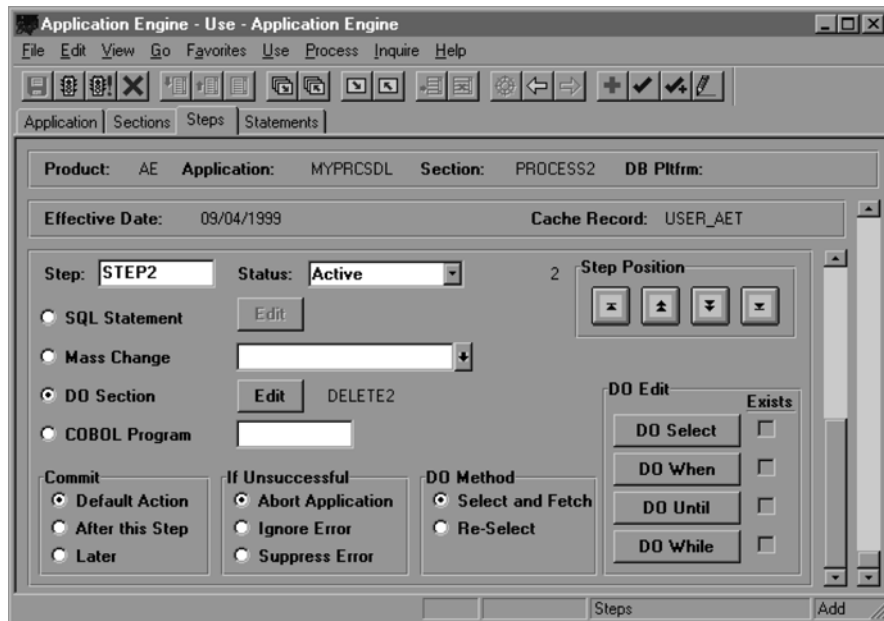 Application Engine - Use - Application Engine
File Edit View Go Favorites Use Process Inquire Help
Application Sections Steps Statements
Product: AE Application: MYPRCSDL Section: PROCESS2 DB Pltfrm:
Effective Date: 09/04/1999 Cache Record: USER_AET
Step: STEP2 Status: Active 2 Step Position
SQL Statement Edit
Mass Change
DO Section Edit DELETE2
COBOL Program
DO Edit Exists
DO Select
DO When
DO Until
DO While
Commit
Default Action
After this Step
Later
If Unsuccessful
Abort Application
Ignore Error
Suppress Error
DO Method
Select and Fetch
Re-Select
Steps Add